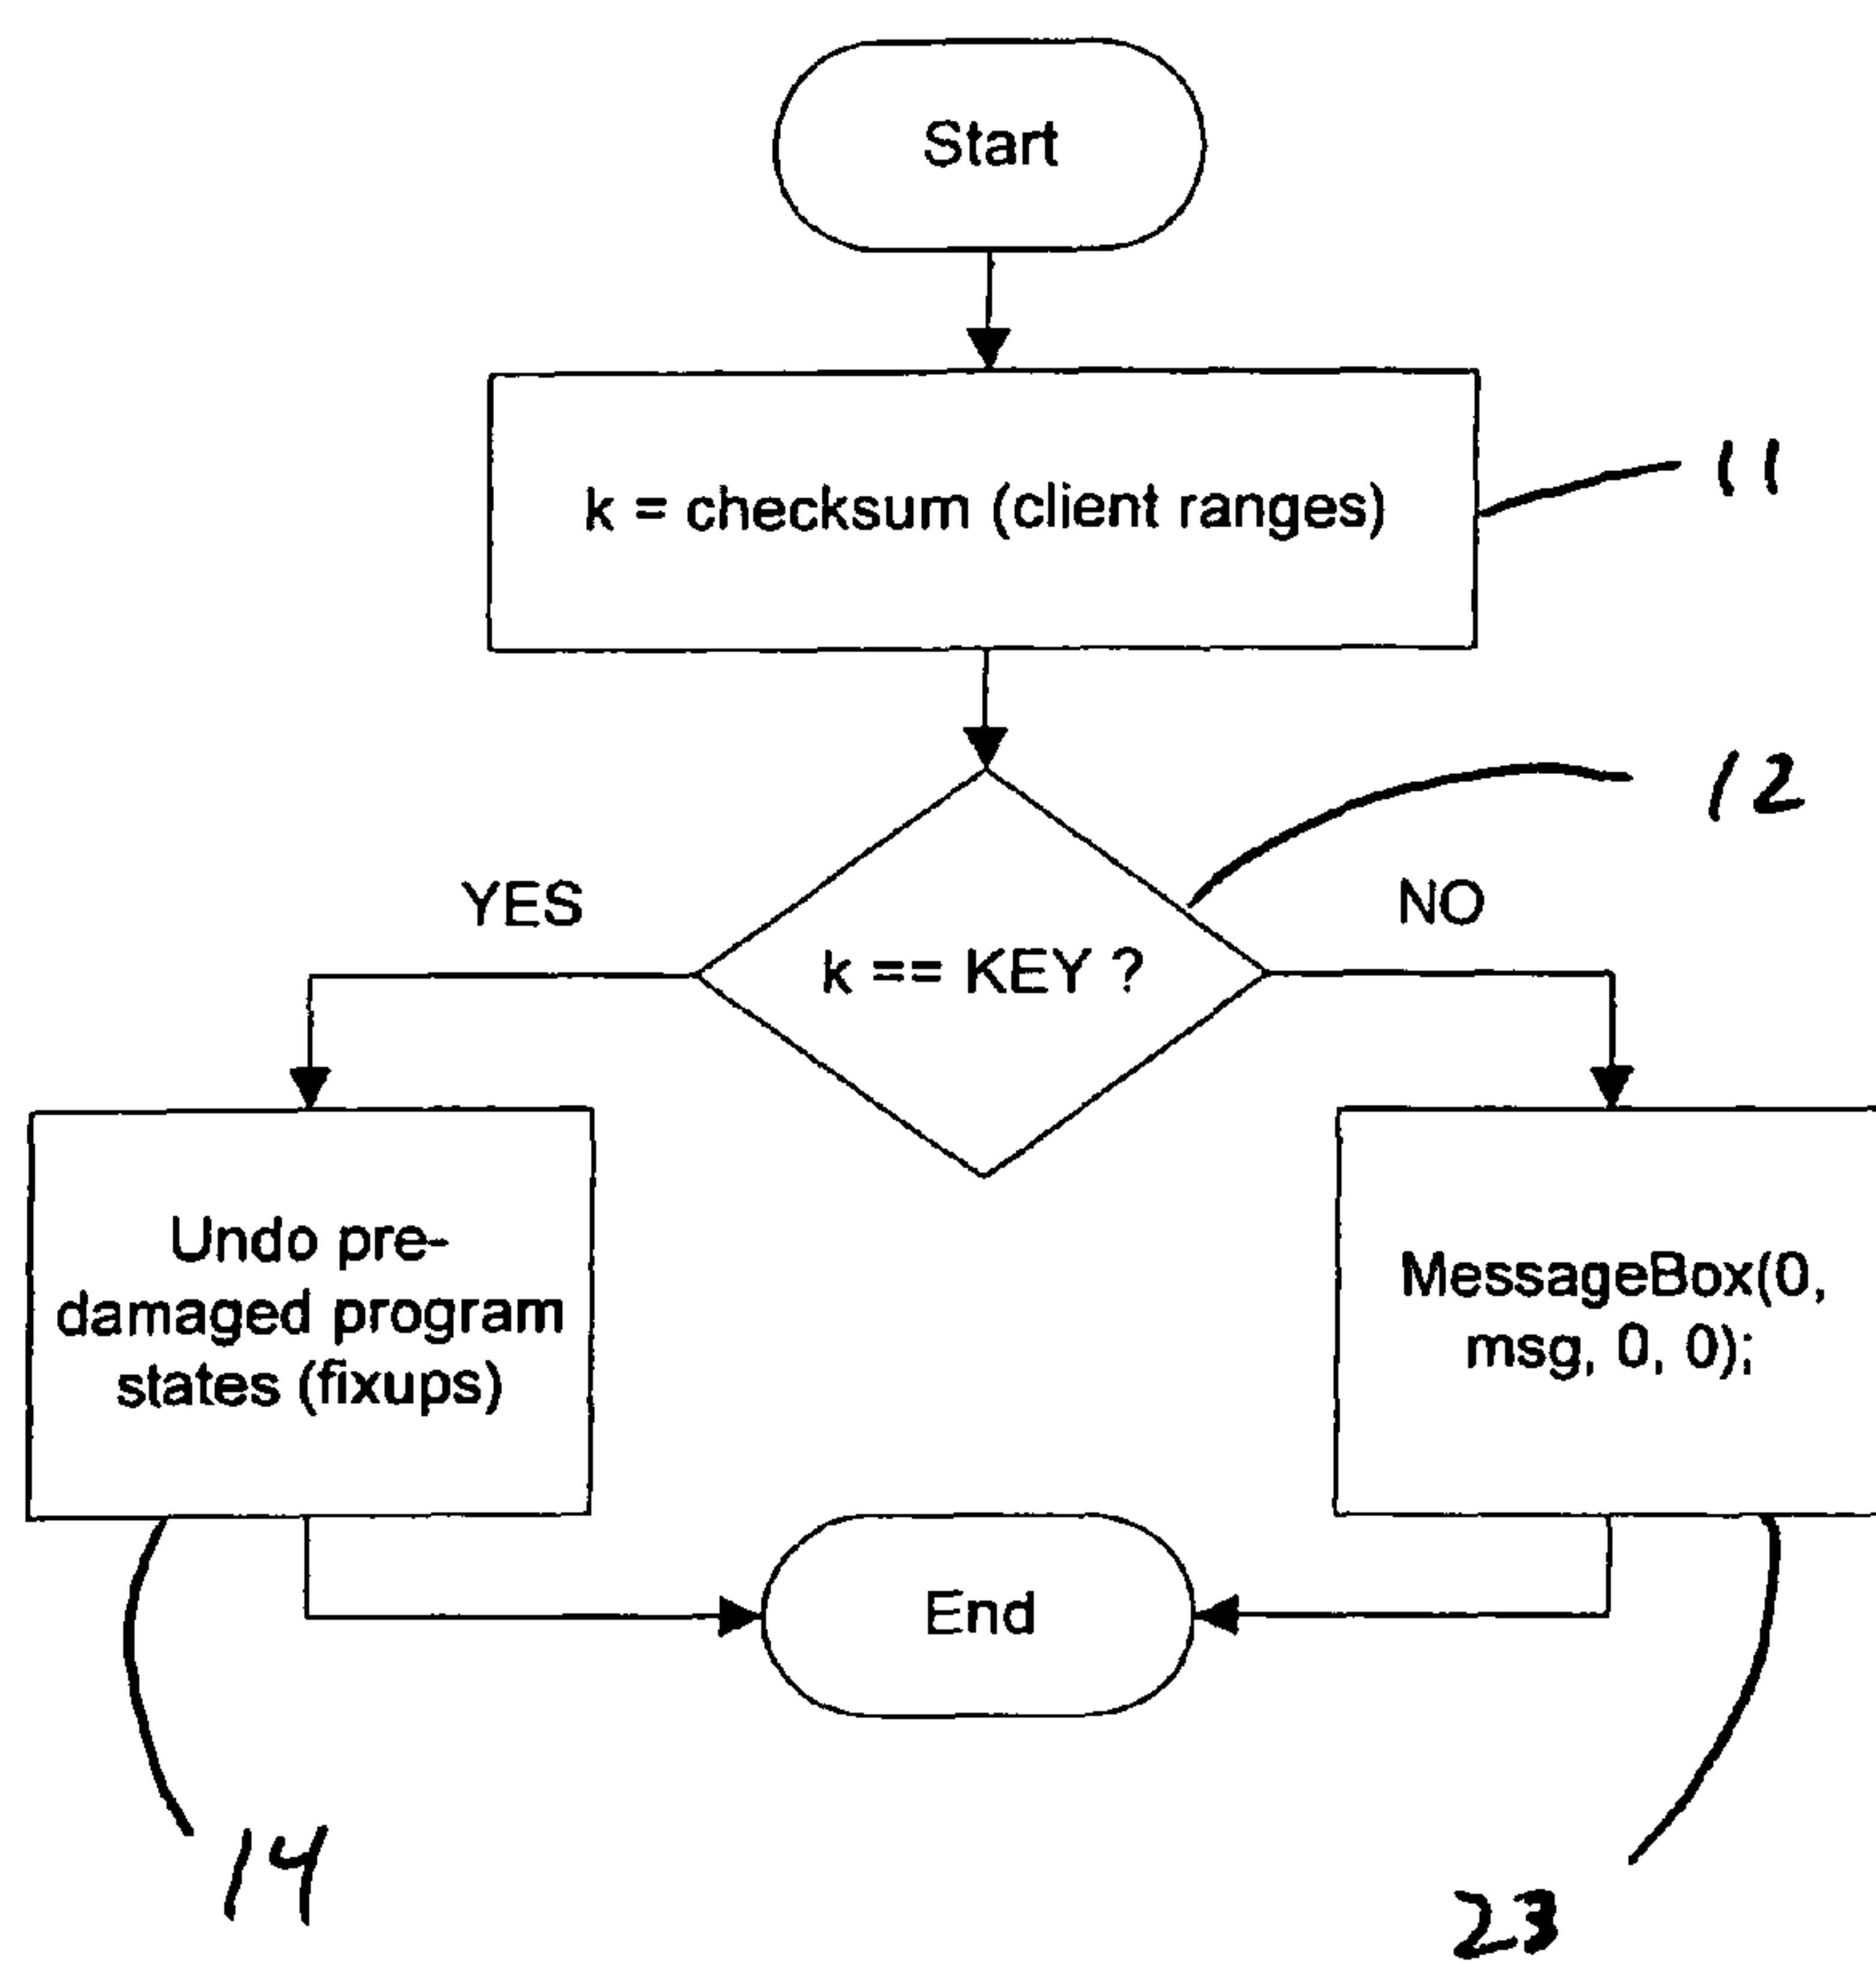 Start
k = checksum (client ranges)
11
12
YES
NO
k == KEY ?
Undo pre-
damaged program
states (fixups)
MessageBox(0,
msg, 0, 0);
End
14
23